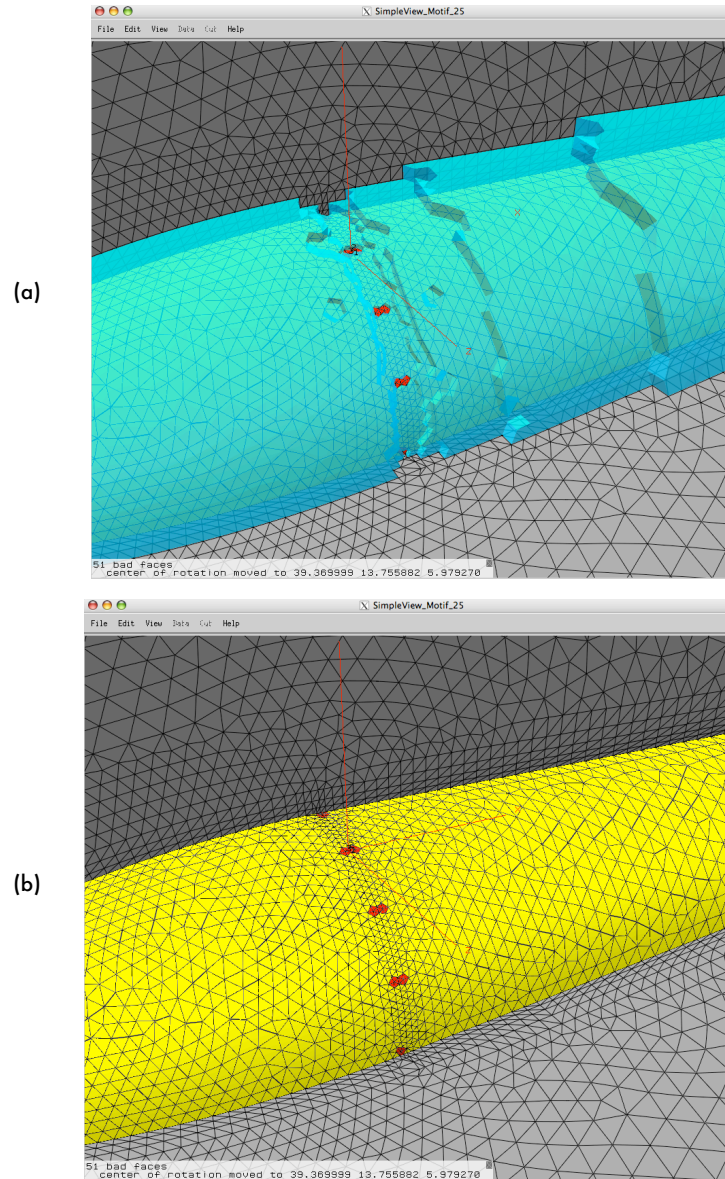 SimpleView_Motif_25
File Edit View Data Cut Help
(a)
51 bad faces
center of rotation moved to 39.369999 13.755882 5.979270
SimpleView_Motif_25
File Edit View Data Cut Help
(b)
51 bad faces
center of rotation moved to 39.369999 13.755882 5.979270